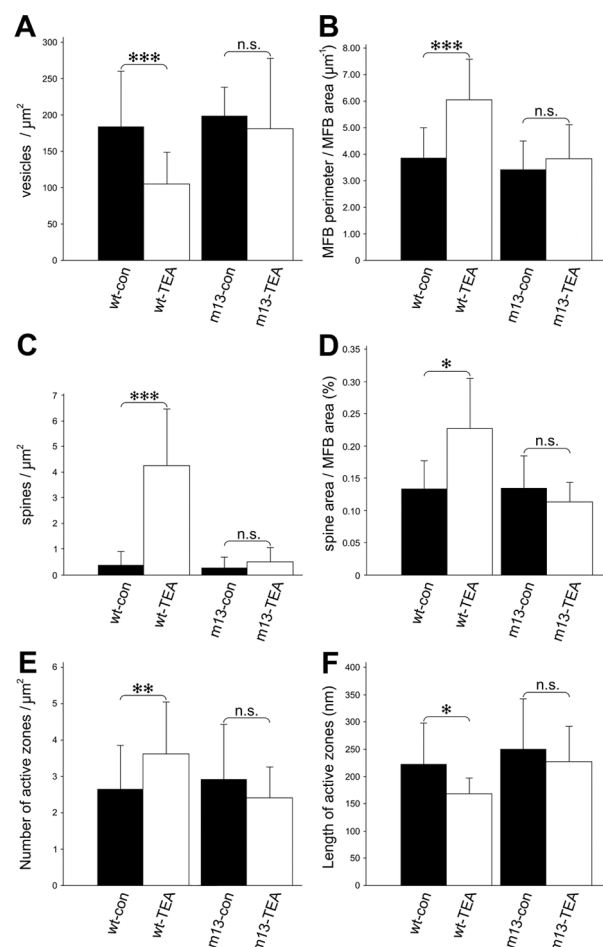 A
vesicles / μm²
300
250
200
150
100
50
0
***
n.s.
wt-con
wt-TEA
m13-con
m13-TEA
B
MFB perimeter / MFB area (μm⁻¹)
8.00
7.00
6.00
5.00
4.00
3.00
2.00
1.00
0.00
***
n.s.
wt-con
wt-TEA
m13-con
m13-TEA
C
spines / μm²
7
6
5
4
3
2
1
0
***
n.s.
wt-con
wt-TEA
m13-con
m13-TEA
D
spine area / MFB area (%)
0.35
0.30
0.25
0.20
0.15
0.10
0.05
0
*
n.s.
wt-con
wt-TEA
m13-con
m13-TEA
E
Number of active zones / μm²
6
5
4
3
2
1
0
**
n.s.
wt-con
wt-TEA
m13-con
m13-TEA
F
Length of active zones (nm)
400
350
300
250
200
150
100
50
0
*
n.s.
wt-con
wt-TEA
m13-con
m13-TEA